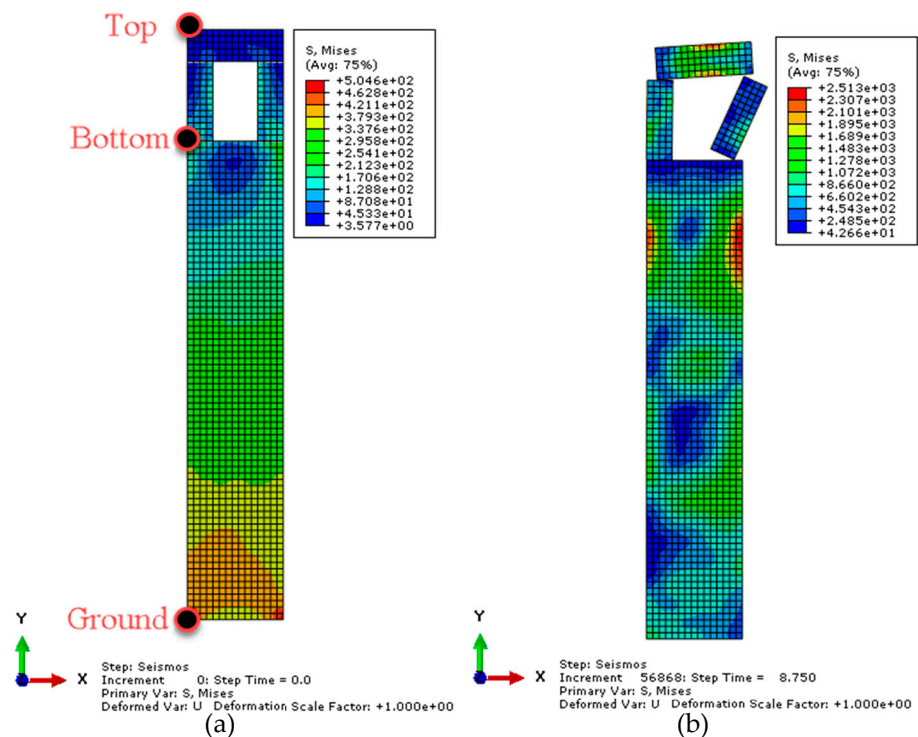 Top
Bottom
Ground
S, Mises
(Avg: 75%)
+5.046e+02
+4.628e+02
+4.211e+02
+3.793e+02
+3.376e+02
+2.958e+02
+2.541e+02
+2.123e+02
+1.706e+02
+1.288e+02
+8.708e+01
+4.533e+01
+3.577e+00
Y
X
Step: Seismos
Increment 0: Step Time = 0.0
Primary Var: S, Mises
Deformed Var: U Deformation Scale Factor: +1.000e+00
(a)
S, Mises
(Avg: 75%)
+2.513e+03
+2.307e+03
+2.101e+03
+1.895e+03
+1.689e+03
+1.483e+03
+1.278e+03
+1.072e+03
+8.660e+02
+6.602e+02
+4.543e+02
+2.485e+02
+4.266e+01
Y
X
Step: Seismos
Increment 56868: Step Time = 8.750
Primary Var: S, Mises
Deformed Var: U Deformation Scale Factor: +1.000e+00
(b)